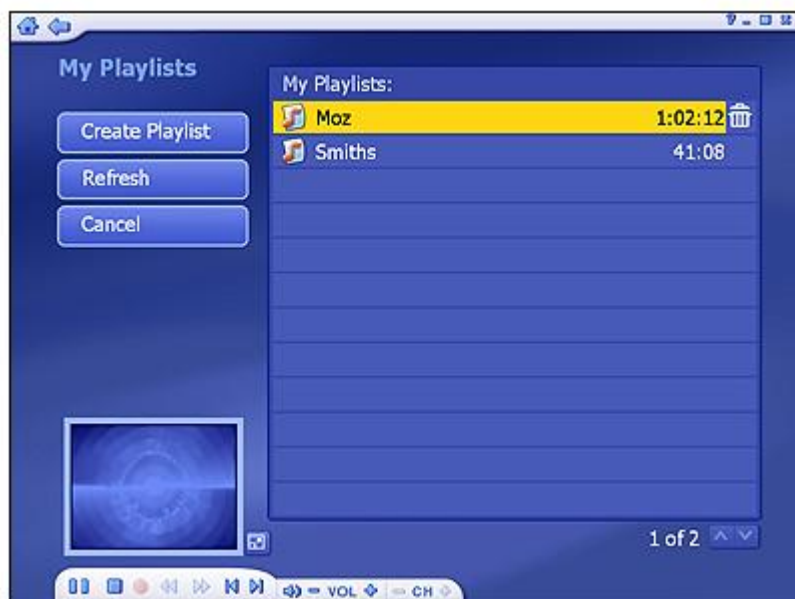 My Playlists
Create Playlist
Refresh
Cancel
My Playlists:
Moz 1:02:12
Smiths 41:08
1 of 2
VOL CH